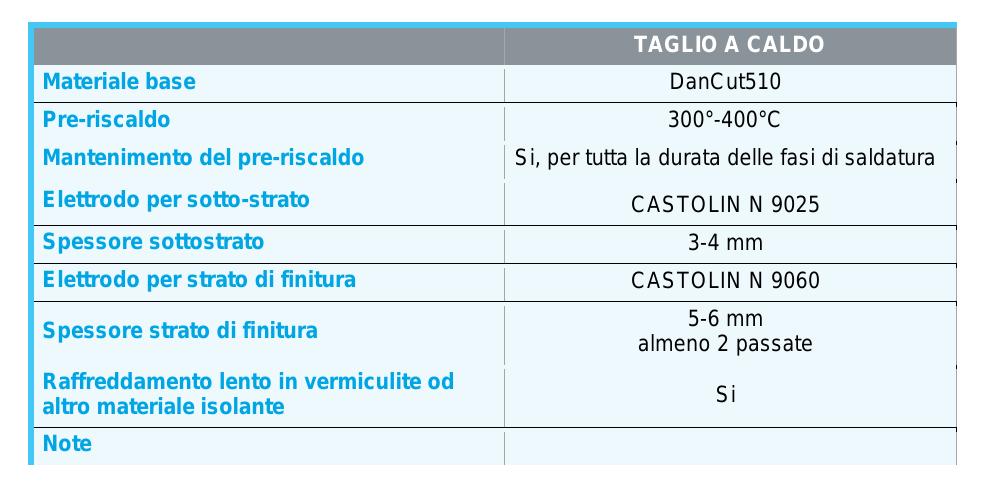 TAGLIO A CALDO
Materiale base DanCut510
Pre-riscaldo 300°-400°C
Mantenimento del pre-riscaldo Si, per tutta la durata delle fasi di saldatura
Elettrodo per sotto-strato CASTOLIN N 9025
Spessore sottostrato 3-4 mm
Elettrodo per strato di finitura CASTOLIN N 9060
Spessore strato di finitura 5-6 mm
almeno 2 passate
Raffreddamento lento in vermiculite od
altro materiale isolante Si
Note